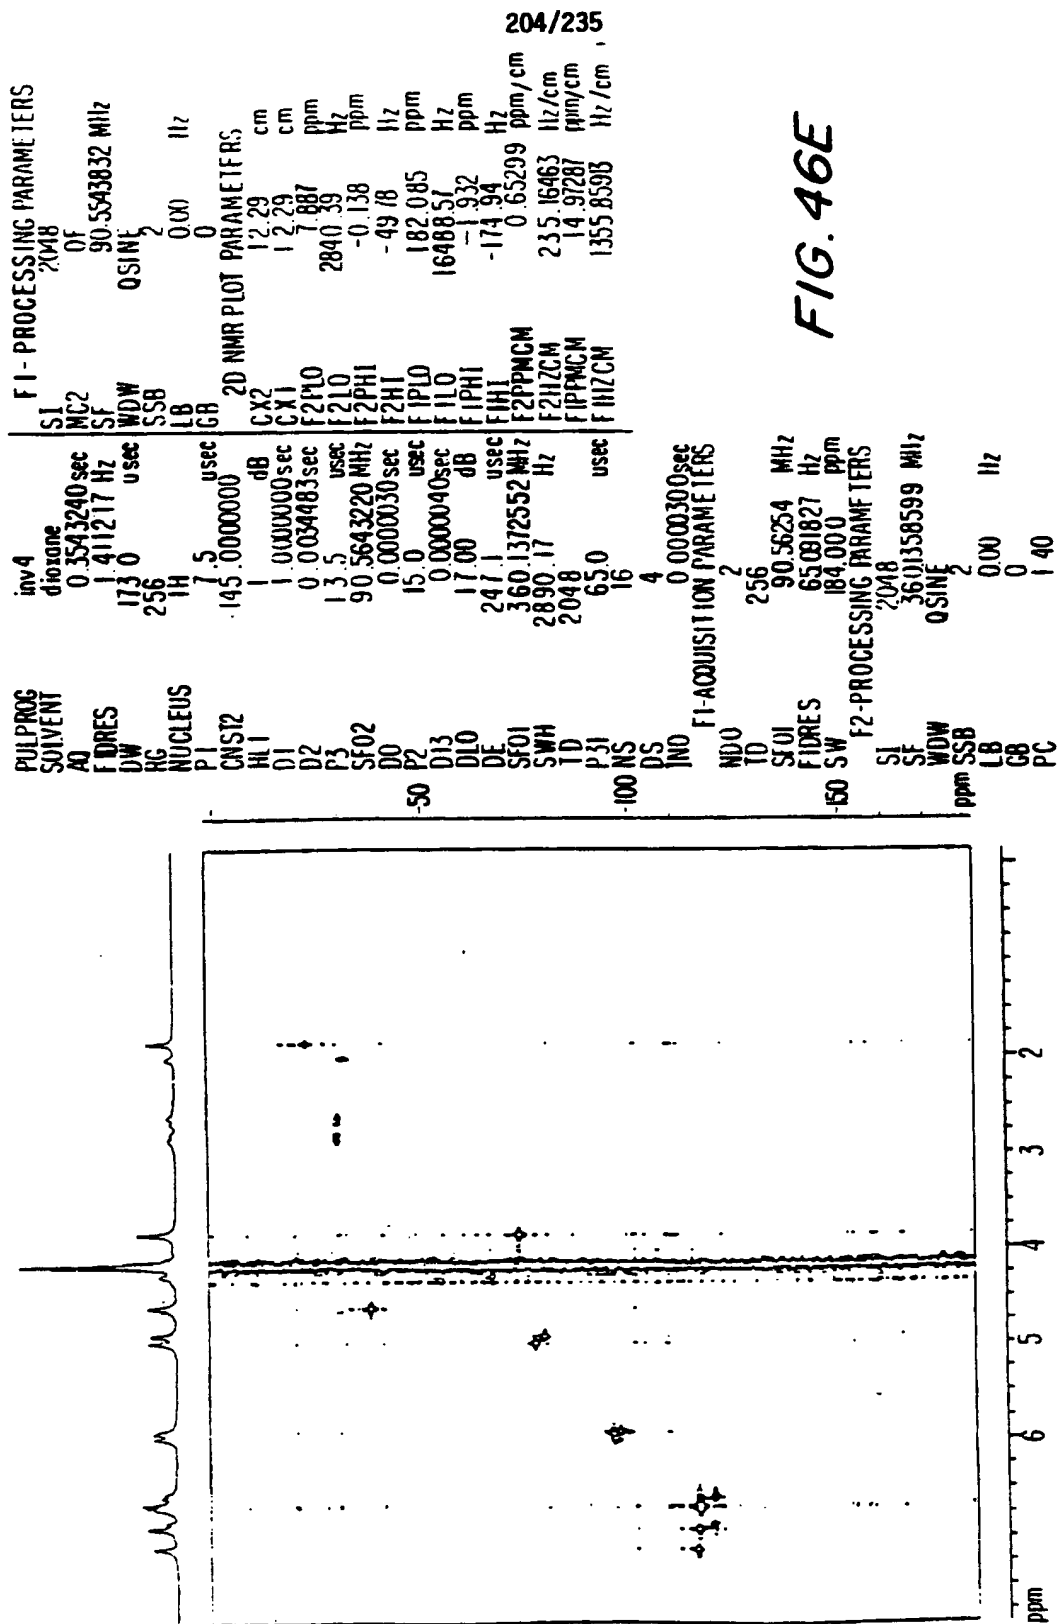 204/235
PULPROG inv4
SOLVENT dioxane
AQ 0.3543240 sec
FIDRES 1.411217 Hz
DW 173.0 usec
RG 256
NUCLEUS 1H
P1 7.5 usec
CNST2 145.0000000
HL1 1 dB
D1 1.0000000 sec
D2 0.0034483 sec
P3 13.5 usec
SFO2 90.5643220 MHz
D0 0.0000030 sec
P2 15.0 usec
D13 0.0000040 sec
DLO 17.00 dB
DE 247.1 usec
SFO1 360.1372552 MHz
SWH 2890.17 Hz
TD 2048
P31 65.0 usec
NS 16
DS 4
IN0 0.0000300 sec
F1-ACQUISITION PARAMETERS
ND0 2
TD 256
SFO1 90.56254 MHz
FIDRES 65.091827 Hz
SW 184.000 ppm
F2-PROCESSING PARAMETERS
SI 2048
SF 360.1358599 MHz
WDW QSINE
SSB 2
LB 0.00 Hz
GB 0
PC 1.40
F1-PROCESSING PARAMETERS
SI 2048
MC2 QF
SF 90.5543832 MHz
WDW QSINE
SSB 2
LB 0.00 Hz
GB 0
2D NMR PLOT PARAMETERS
CX2 12.29 cm
CX1 12.29 cm
F2PLO 7.887 ppm
F2LO 2840.39 Hz
F2PHI -0.138 ppm
F2HI -49.78 Hz
F1PLO 182.085 ppm
F1LO 16488.57 Hz
F1PHI -1.932 ppm
F1HI -174.94 Hz
F2PPMCM 0.65299 ppm/cm
F2HZCM 235.16463 Hz/cm
F1PPMCM 14.97287 ppm/cm
F1HZCM 1355.85913 Hz/cm
-50
-100
-150
ppm
ppm 6 5 4 3 2
FIG. 46E